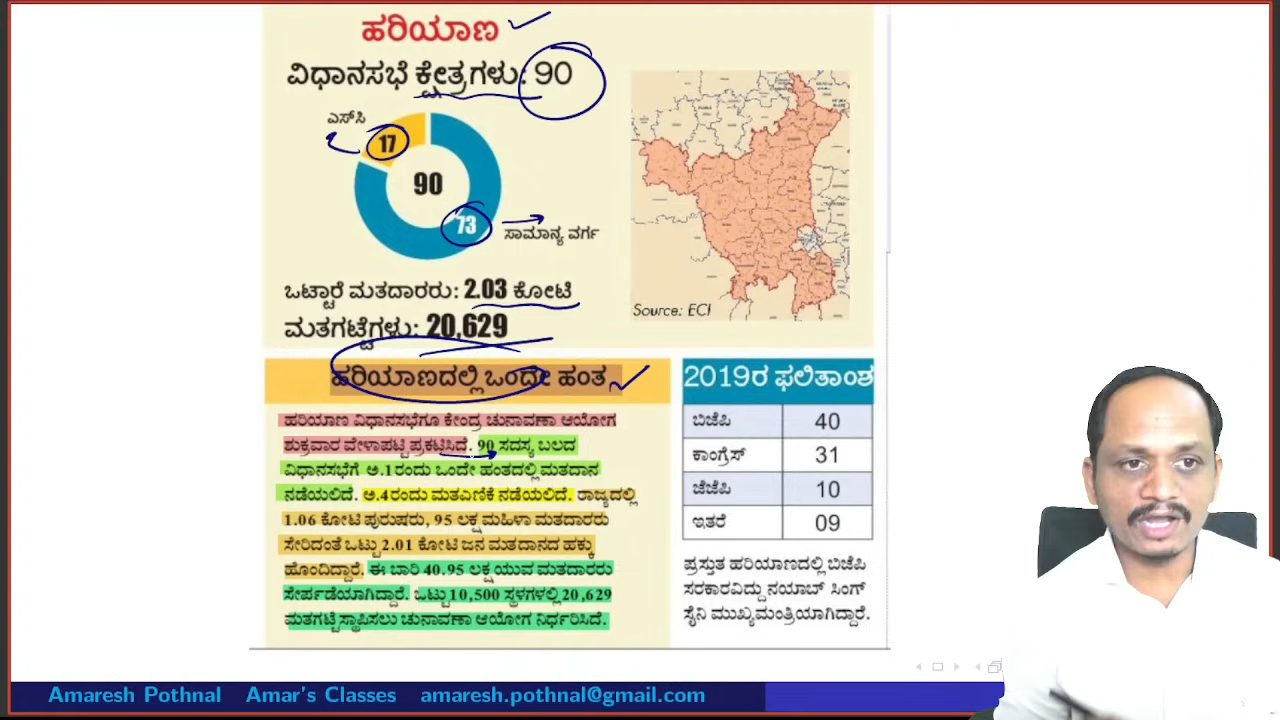 ಹರಿಯಾಣ
ವಿಧಾನಸಭೆ ಕ್ಷೇತ್ರಗಳು: 90
ಎಸ್‌ಸಿ
17
90
73
ಸಾಮಾನ್ಯ ವರ್ಗ
ಒಟ್ಟಾರೆ ಮತದಾರರು: 2.03 ಕೋಟಿ
ಮತಗಟ್ಟೆಗಳು: 20,629
Source: ECI
ಹರಿಯಾಣದಲ್ಲಿ ಒಂದೇ ಹಂತ
ಹರಿಯಾಣ ವಿಧಾನಸಭೆಗೂ ಕೇಂದ್ರ ಚುನಾವಣಾ ಆಯೋಗ
ಶುಕ್ರವಾರ ವೇಳಾಪಟ್ಟಿ ಪ್ರಕಟಿಸಿದೆ. 90 ಸದಸ್ಯ ಬಲದ
ವಿಧಾನಸಭೆಗೆ ಅ.1ರಂದು ಒಂದೇ ಹಂತದಲ್ಲಿ ಮತದಾನ
ನಡೆಯಲಿದೆ. ಅ.4ರಂದು ಮತಎಣಿಕೆ ನಡೆಯಲಿದೆ. ರಾಜ್ಯದಲ್ಲಿ
1.06 ಕೋಟಿ ಪುರುಷರು, 95 ಲಕ್ಷ ಮಹಿಳಾ ಮತದಾರರು
ಸೇರಿದಂತೆ ಒಟ್ಟು 2.01 ಕೋಟಿ ಜನ ಮತದಾನದ ಹಕ್ಕು
ಹೊಂದಿದ್ದಾರೆ. ಈ ಬಾರಿ 40.95 ಲಕ್ಷ ಯುವ ಮತದಾರರು
ಸೇರ್ಪಡೆಯಾಗಿದ್ದಾರೆ. ಒಟ್ಟು 10,500 ಸ್ಥಳಗಳಲ್ಲಿ 20,629
ಮತಗಟ್ಟೆ ಸ್ಥಾಪಿಸಲು ಚುನಾವಣಾ ಆಯೋಗ ನಿರ್ಧರಿಸಿದೆ.
2019ರ ಫಲಿತಾಂಶ
ಬಿಜೆಪಿ 40
ಕಾಂಗ್ರೆಸ್ 31
ಜೆಜೆಪಿ 10
ಇತರೆ 09
ಪ್ರಸ್ತುತ ಹರಿಯಾಣದಲ್ಲಿ ಬಿಜೆಪಿ
ಸರಕಾರವಿದ್ದು ನಯಾಬ್ ಸಿಂಗ್
ಸೈನಿ ಮುಖ್ಯಮಂತ್ರಿಯಾಗಿದ್ದಾರೆ.
Amaresh Pothnal Amar's Classes amaresh.pothnal@gmail.com